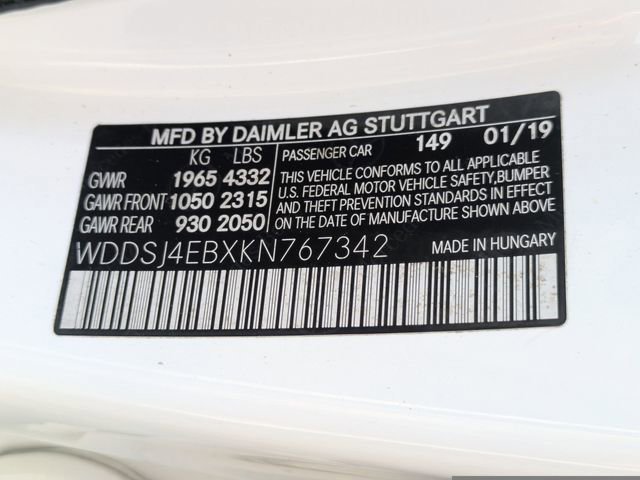 MFD BY DAIMLER AG STUTTGART
KG LBS PASSENGER CAR 149 01/19
GVWR 1965 4332
GAWR FRONT 1050 2315
GAWR REAR 930 2050
THIS VEHICLE CONFORMS TO ALL APPLICABLE
U.S. FEDERAL MOTOR VEHICLE SAFETY, BUMPER
AND THEFT PREVENTION STANDARDS IN EFFECT
ON THE DATE OF MANUFACTURE SHOWN ABOVE
WDDSJ4EBXKN767342 MADE IN HUNGARY